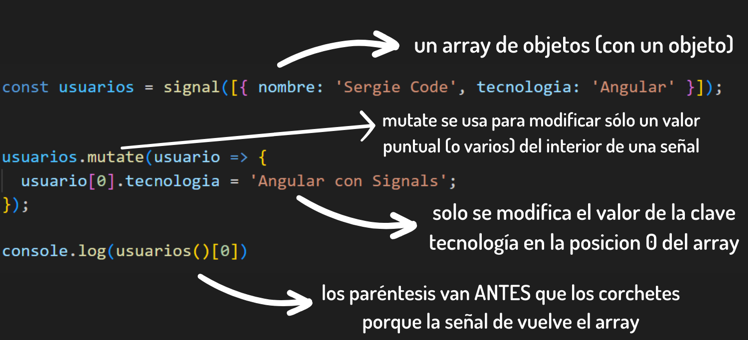 un array de objetos (con un objeto)
const usuarios = signal([{ nombre: 'Sergie Code', tecnologia: 'Angular' }]);
mutate se usa para modificar sólo un valor
puntual (o varios) del interior de una señal
usuarios.mutate(usuario => {
usuario[0].tecnologia = 'Angular con Signals';
});
solo se modifica el valor de la clave
tecnología en la posicion 0 del array
console.log(usuarios()[0])
los paréntesis van ANTES que los corchetes
porque la señal de vuelve el array